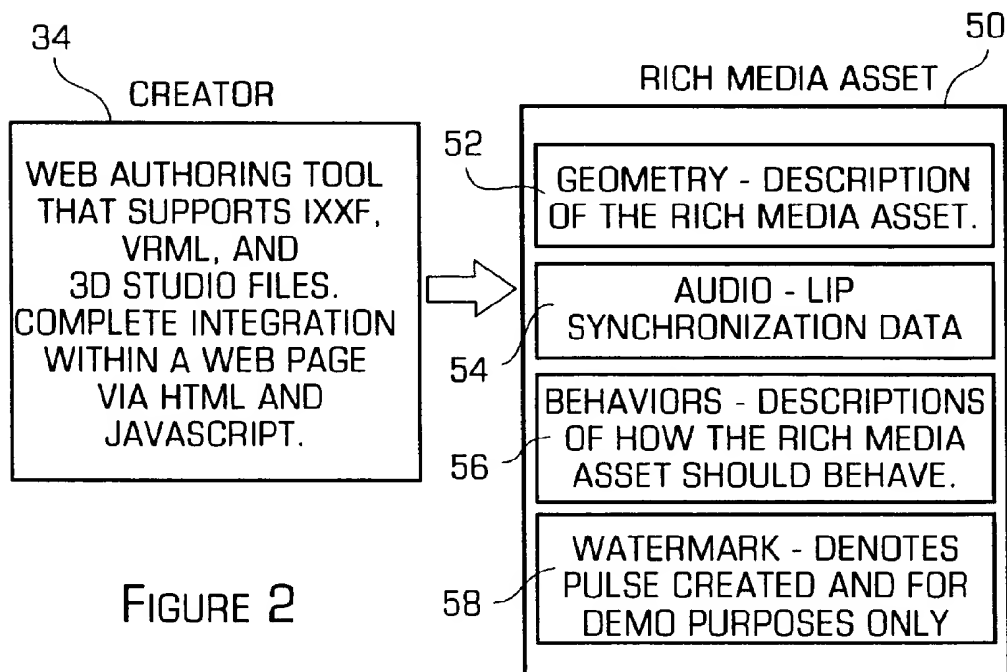 34
CREATOR
WEB AUTHORING TOOL
THAT SUPPORTS IXXF,
VRML, AND
3D STUDIO FILES.
COMPLETE INTEGRATION
WITHIN A WEB PAGE
VIA HTML AND
JAVASCRIPT.
50
RICH MEDIA ASSET
52
GEOMETRY - DESCRIPTION
OF THE RICH MEDIA ASSET.
54
AUDIO - LIP
SYNCHRONIZATION DATA
56
BEHAVIORS - DESCRIPTIONS
OF HOW THE RICH MEDIA
ASSET SHOULD BEHAVE.
58
WATERMARK - DENOTES
PULSE CREATED AND FOR
DEMO PURPOSES ONLY
FIGURE 2